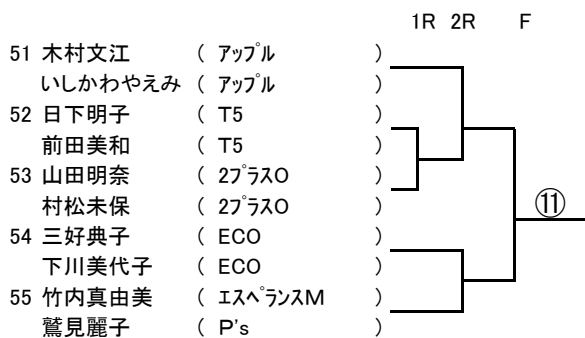 1R 2R F
51 木村文江 ( アップル )
いしかわやえみ ( アップル )
52 日下明子 ( T5 )
前田美和 ( T5 )
53 山田明奈 ( 2プラスO )
村松未保 ( 2プラスO )
⑪
54 三好典子 ( ECO )
下川美代子 ( ECO )
55 竹内真由美 ( エスペランスM )
鷲見麗子 ( P's )